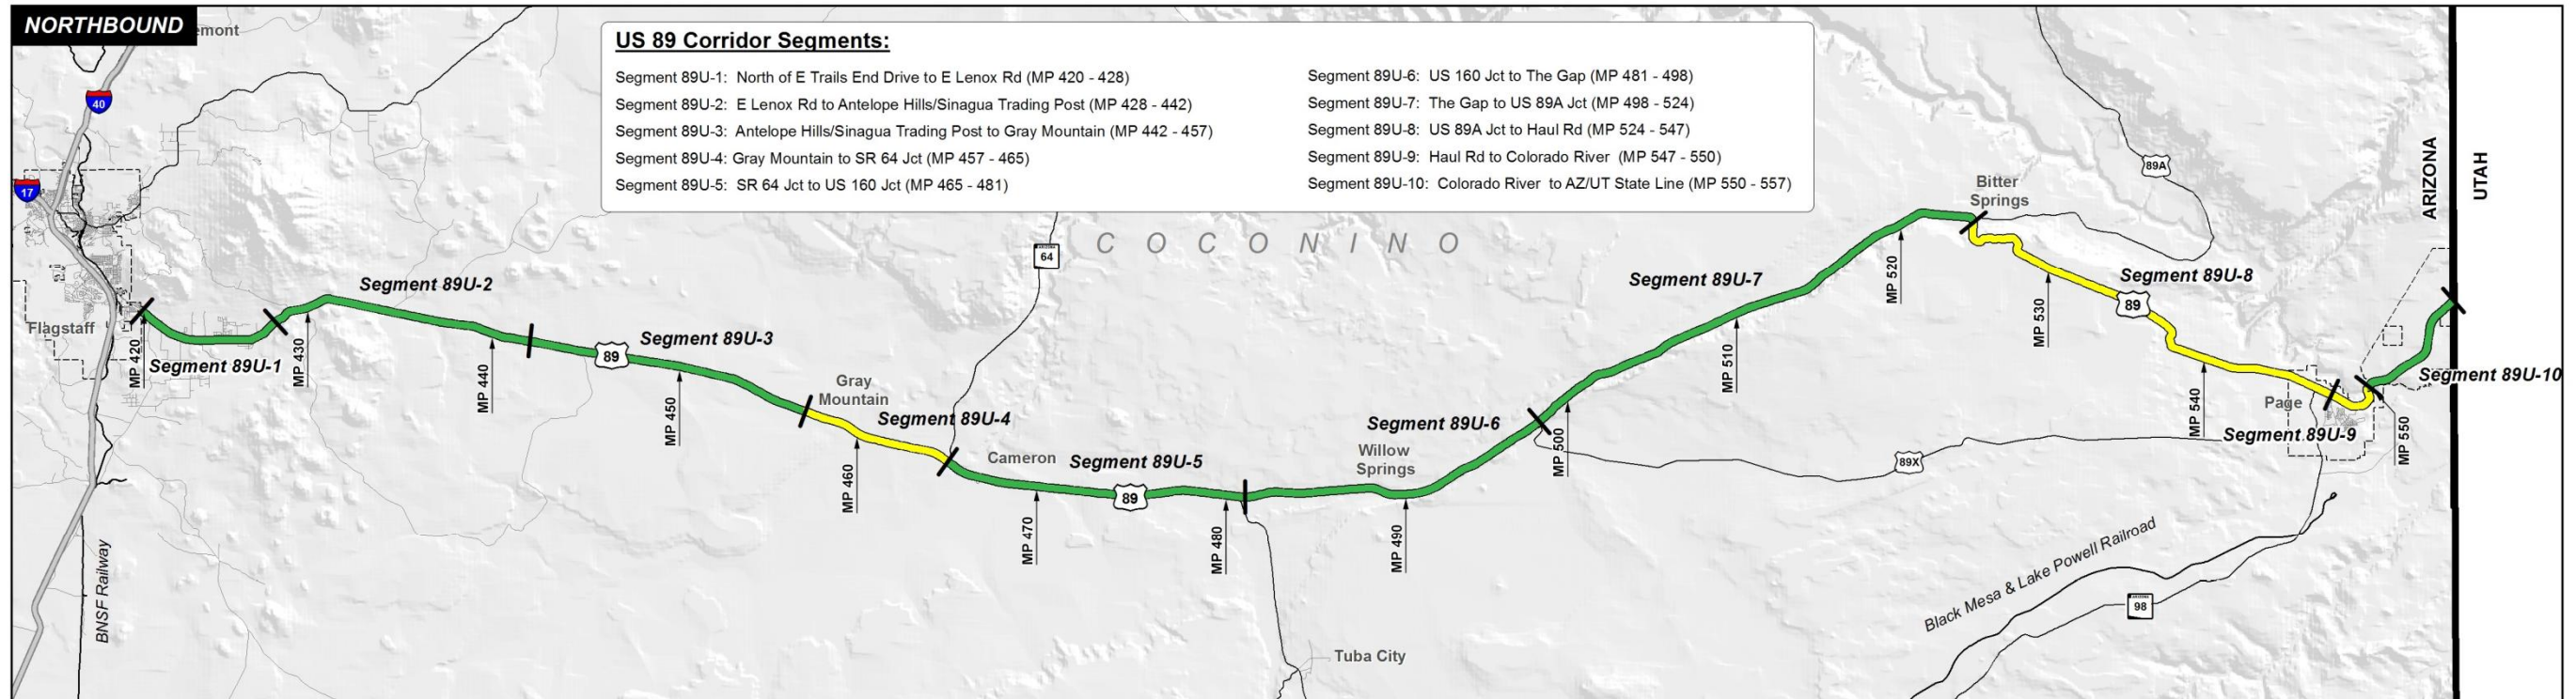 NORTHBOUND
emont
US 89 Corridor Segments:
Segment 89U-1: North of E Trails End Drive to E Lenox Rd (MP 420 - 428)
Segment 89U-2: E Lenox Rd to Antelope Hills/Sinagua Trading Post (MP 428 - 442)
Segment 89U-3: Antelope Hills/Sinagua Trading Post to Gray Mountain (MP 442 - 457)
Segment 89U-4: Gray Mountain to SR 64 Jct (MP 457 - 465)
Segment 89U-5: SR 64 Jct to US 160 Jct (MP 465 - 481)
Segment 89U-6: US 160 Jct to The Gap (MP 481 - 498)
Segment 89U-7: The Gap to US 89A Jct (MP 498 - 524)
Segment 89U-8: US 89A Jct to Haul Rd (MP 524 - 547)
Segment 89U-9: Haul Rd to Colorado River (MP 547 - 550)
Segment 89U-10: Colorado River to AZ/UT State Line (MP 550 - 557)
40
17
89A
ARIZONA
UTAH
Bitter
Springs
COCONINO
64
Segment 89U-2
Segment 89U-7
Segment 89U-8
89
Flagstaff
MP 420
Segment 89U-1
MP 430
MP 440
89
Segment 89U-3
MP 450
Gray
Mountain
Segment 89U-4
MP 460
Cameron
Segment 89U-5
89
MP 470
MP 480
Segment 89U-6
Willow
Springs
MP 490
MP 500
MP 510
MP 520
MP 530
MP 540
Page
Segment 89U-9
Segment 89U-10
MP 550
89X
BNSF Railway
Black Mesa & Lake Powell Railroad
98
Tuba City